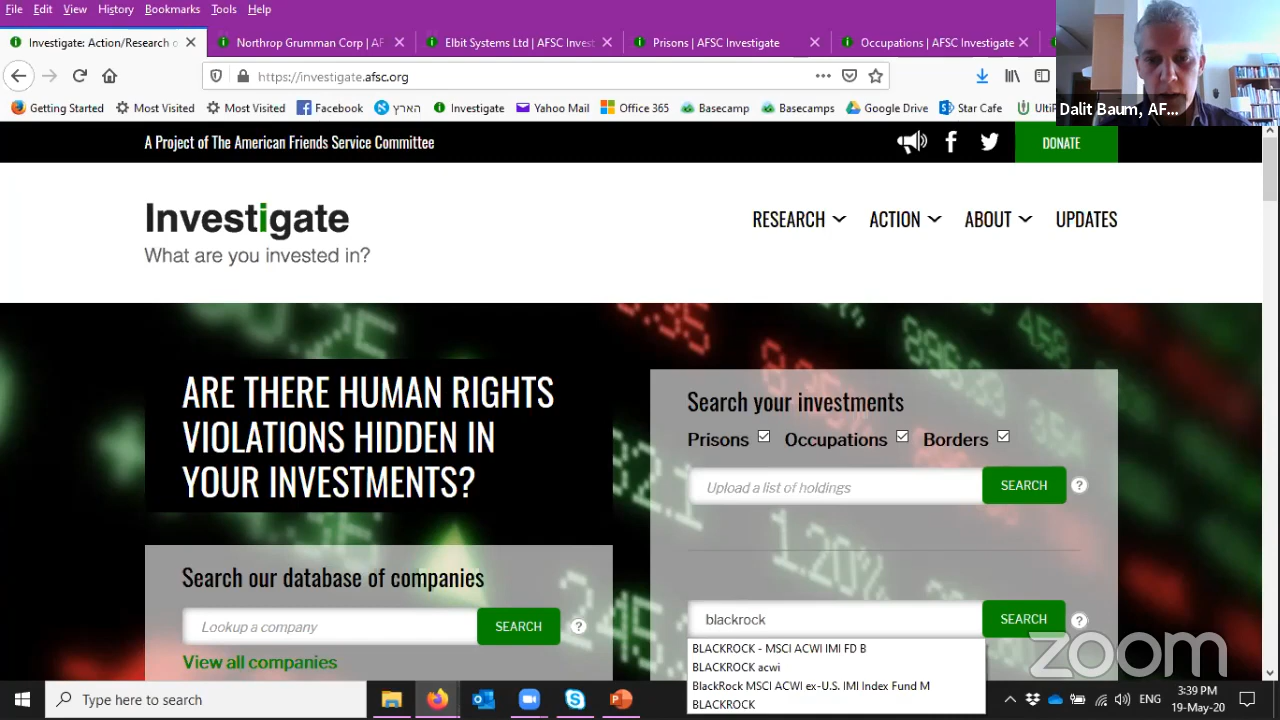 File Edit View History Bookmarks Tools Help
Investigate: Action/Research o
Northrop Grumman Corp | AF
Elbit Systems Ltd | AFSC Invest
Prisons | AFSC Investigate
Occupations | AFSC Investigate
https://investigate.afsc.org
Getting Started Most Visited Most Visited Facebook הארץ Investigate Yahoo Mail Office 365 Basecamp Basecamps Google Drive Star Cafe UltiP
Dalit Baum, AF...
A Project of The American Friends Service Committee
DONATE
Investigate
What are you invested in?
RESEARCH ACTION ABOUT UPDATES
ARE THERE HUMAN RIGHTS
VIOLATIONS HIDDEN IN
YOUR INVESTMENTS?
Search our database of companies
Lookup a company
SEARCH
?
View all companies
Search your investments
Prisons Occupations Borders
Upload a list of holdings
SEARCH
?
blackrock
SEARCH
?
BLACKROCK - MSCI ACWI IMI FD B
BLACKROCK acwi
BlackRock MSCI ACWI ex-U.S. IMI Index Fund M
BLACKROCK
zoom
Type here to search
ENG
3:39 PM
19-May-20